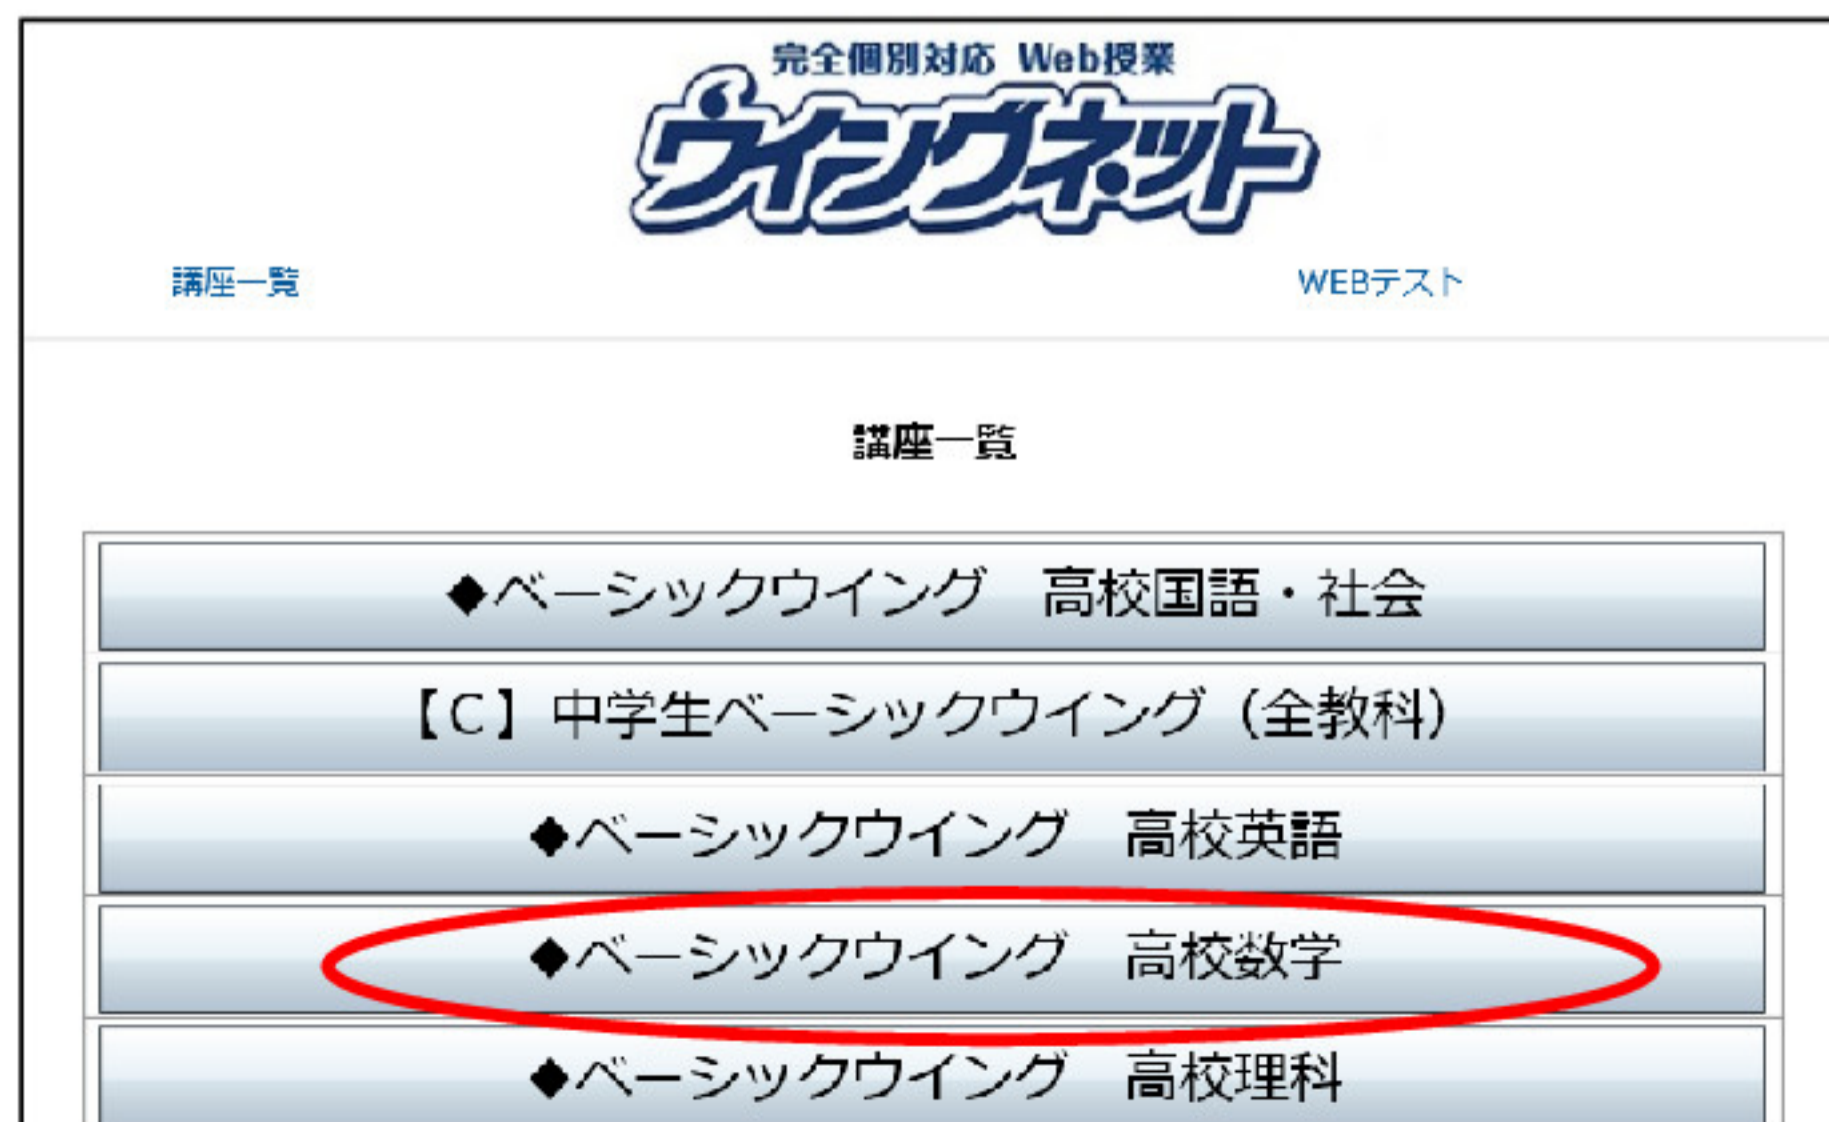 完全個別対応 Web授業
ウイングネット
講座一覧 WEBテスト
講座一覧
◆ベーシックウイング　高校国語・社会
【C】中学生ベーシックウイング（全教科）
◆ベーシックウイング　高校英語
◆ベーシックウイング　高校数学
◆ベーシックウイング　高校理科